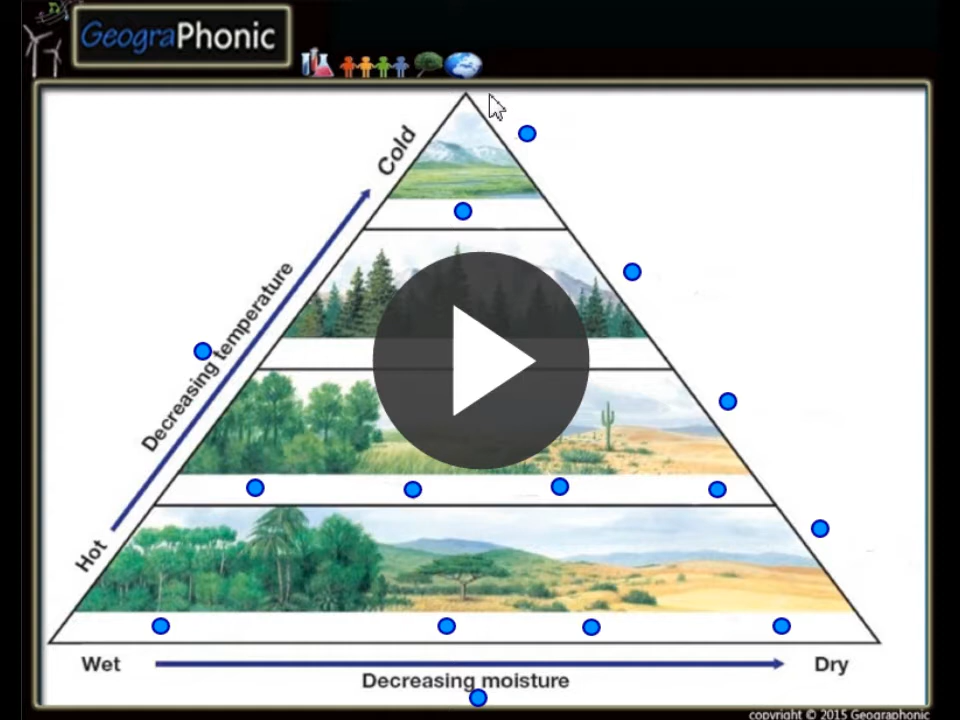 GeograPhonic
Cold
Decreasing temperature
Hot
Wet
Dry
Decreasing moisture
copyright © 2015 Geographonic